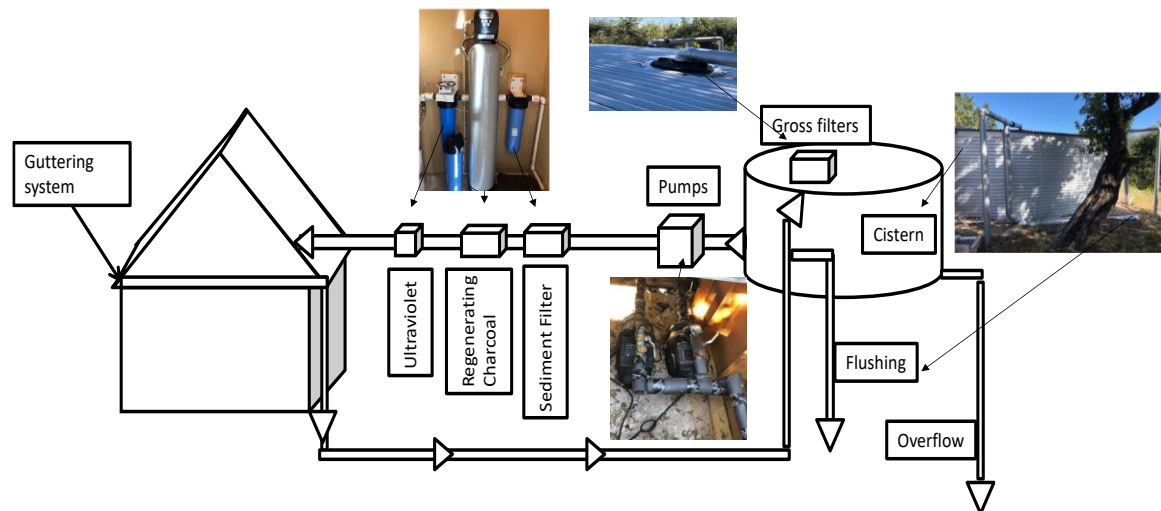 Guttering
system
Gross filters
Pumps
Cistern
Ultraviolet
Regenerating
Charcoal
Sediment Filter
Flushing
Overflow